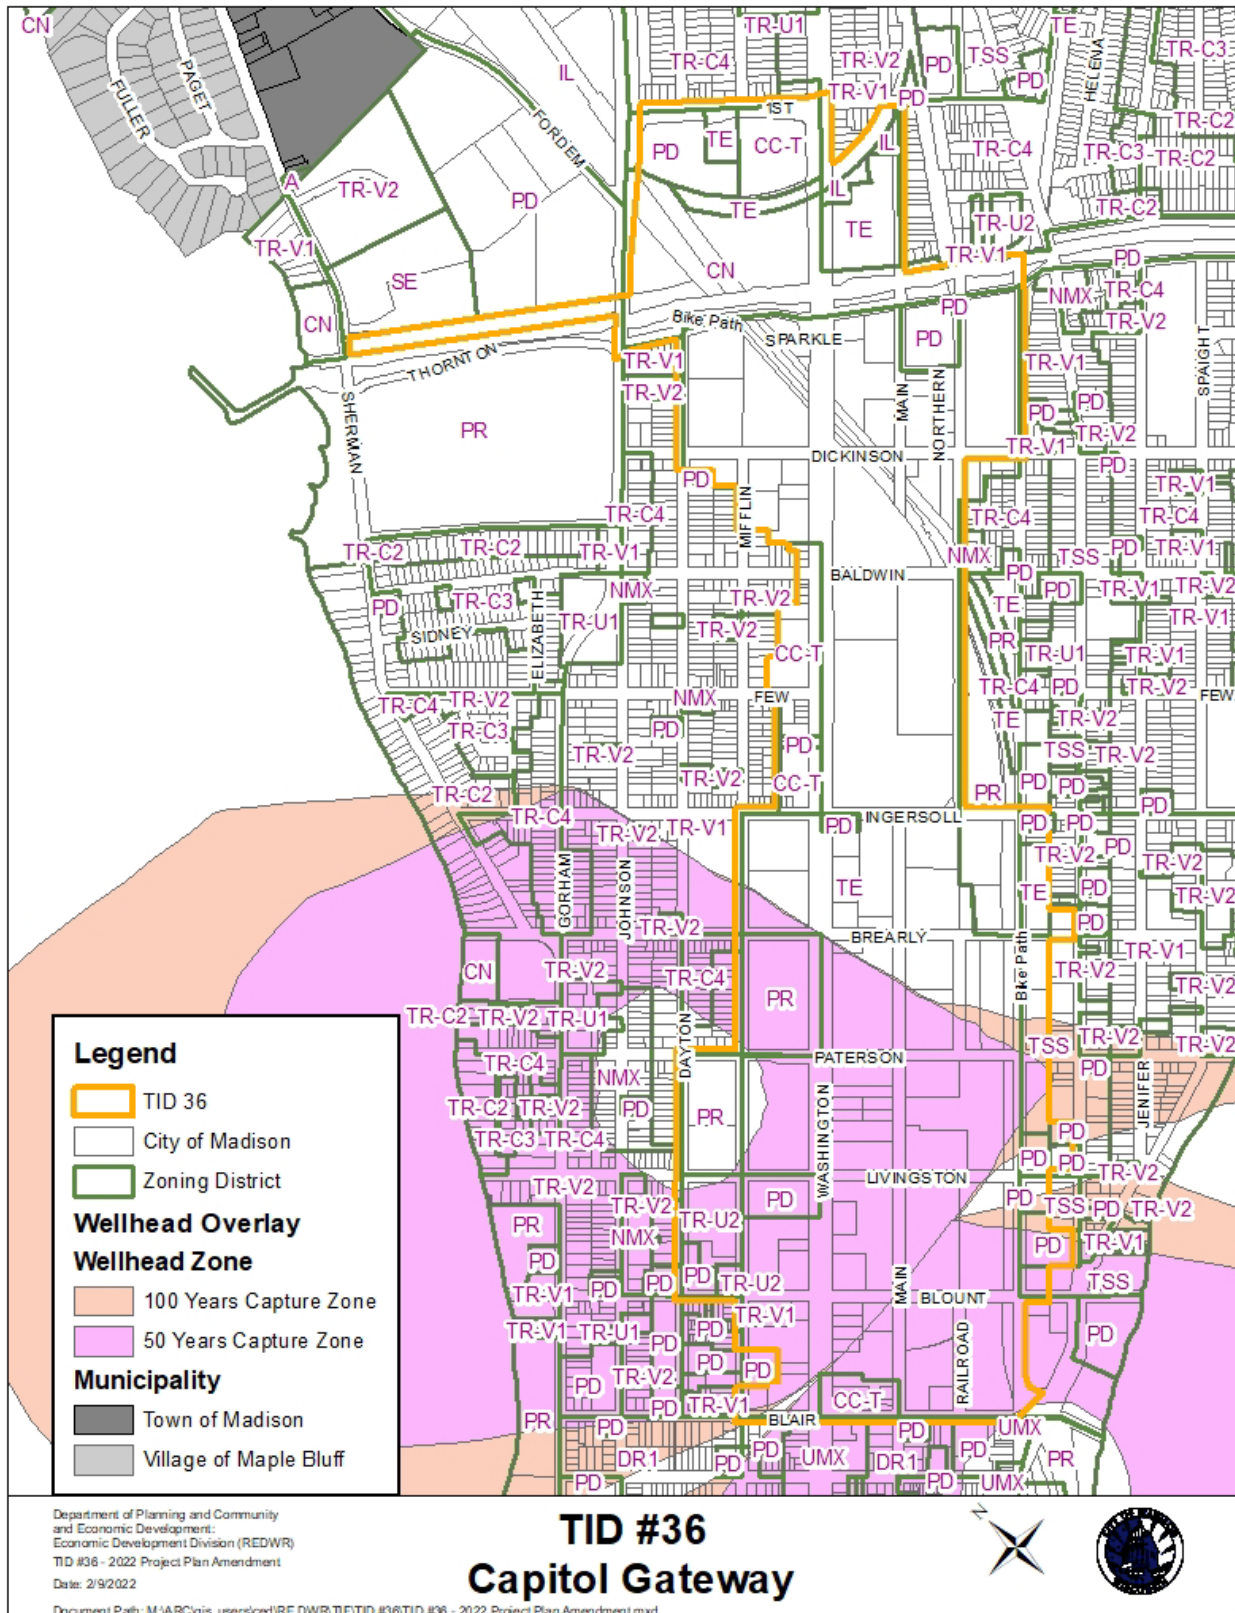 CN
TR-U1
TE
TR-C4
TR-V2
PD
TSS
PD
TR-C3
IL
PAGET
FULLER
HELENA
TR-V1
PD
1ST
FORDEM
TE
CC-T
PD
IL
TR-C4
TR-C2
TR-C3
TR-C2
A
TR-V2
PD
IL
TE
TE
TR-C2
TR-U2
TR-V1
TR-V1
SE
CN
PD
NMX
TR-C4
TR-V2
CN
Bike Path
PD
SPARKLE
PD
THORNTON
TR-V1
TR-V2
TR-V1
SPAIGHT
SHERMAN
MAIN
NORTHERN
PD
PD
PR
TR-V1
TR-V2
DICKINSON
PD
PD
TR-V1
MIFFLIN
TR-C4
TR-C4
TR-C4
TR-C2
TR-C2
TR-V1
NMX
TSS
PD
TR-V1
BALDWIN
PD
NMX
TR-V2
PD
TR-V1
TR-V2
PD
TR-C3
TE
TR-V1
SIDNEY
ELIZABETH
TR-U1
TR-V2
PR
CC-T
TR-U1
TR-V1
TR-C4
TR-V2
NMX
FEW
TR-C4
PD
TR-V2
FEW
TR-C3
PD
PD
TE
TR-V2
TR-V2
TR-V2
CC-T
TSS
TR-V2
TR-C2
PR
PD
PD
PD
TR-C4
TR-V2
TR-V1
PD
INGERSOLL
PD
PD
GORHAM
JOHNSON
TE
TR-V2
PD
TR-V2
TE
PD
TR-V2
TR-V2
BREARLY
PD
Bike Path
CN
TR-V2
TR-C4
PR
TR-V2
TR-V1
TR-V2
TR-C2
TR-V2
TR-U1
DAYTON
PATERSON
TSS
TR-V2
TR-V2
TR-C4
NMX
PD
JENIFER
TR-C2
TR-V2
PD
PR
WASHINGTON
TR-C3
TR-C4
PD
PD
PD
TR-V2
LIVINGSTON
TR-V2
TR-V2
PD
PD
TSS
PD
TR-V2
PR
TR-U2
NMX
PD
TR-V1
PD
PD
PD
PD
TR-U2
MAIN
TSS
TR-V1
BLOUNT
TR-V1
TR-V1
TR-U1
PD
PD
PD
RAILROAD
TR-V2
PD
PD
PD
TR-V1
CC-T
PD
PR
PD
BLAIR
PD
UMX
DR1
PD
PD
UMX
DR1
PD
PR
PD
PD
UMX
Legend
TID 36
City of Madison
Zoning District
Wellhead Overlay
Wellhead Zone
100 Years Capture Zone
50 Years Capture Zone
Municipality
Town of Madison
Village of Maple Bluff
Department of Planning and Community
and Economic Development:
Economic Development Division (REDWR)
TID #36 - 2022 Project Plan Amendment
Date: 2/9/2022
TID #36
Capitol Gateway
N